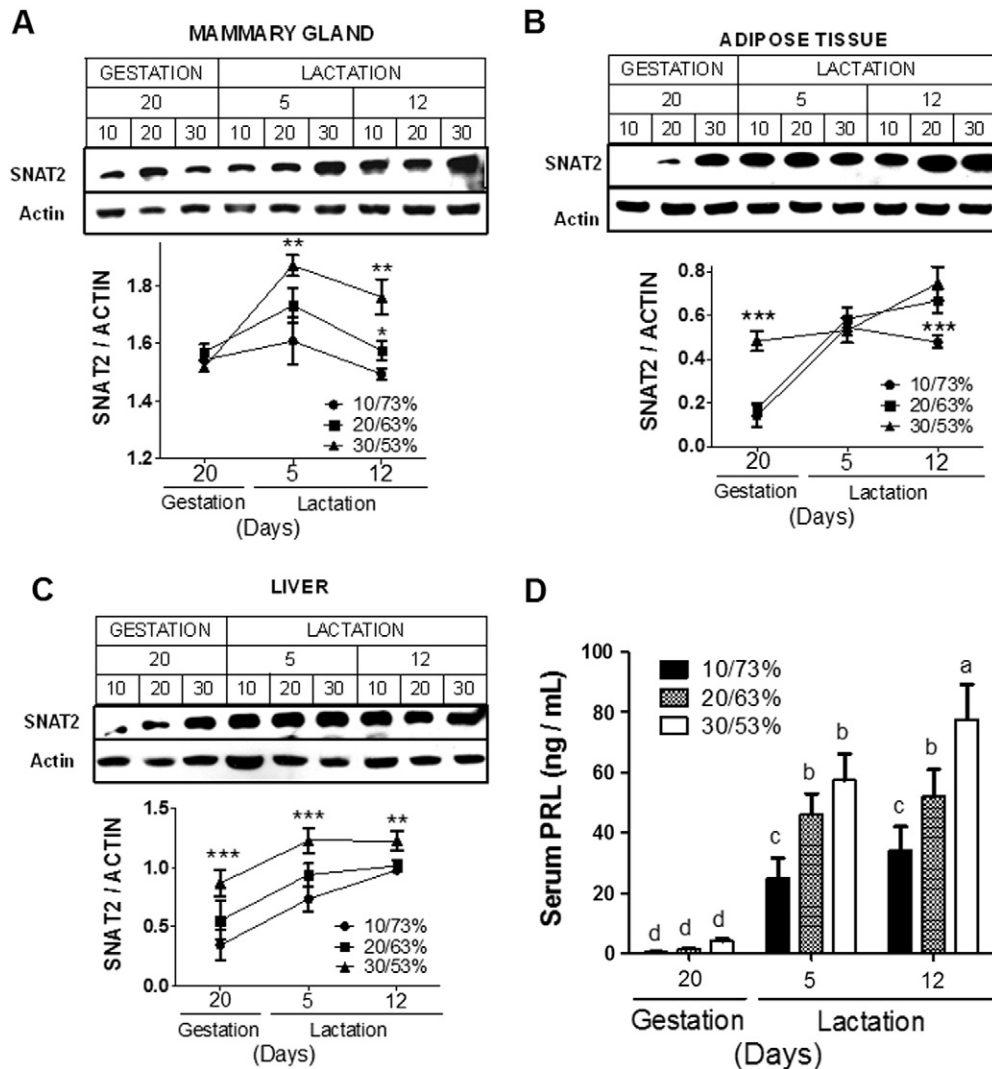 A
MAMMARY GLAND
GESTATION LACTATION
20 5 12
10 20 30 10 20 30 10 20 30
SNAT2
Actin
SNAT2 / ACTIN
1.8
1.6
1.4
1.2
**
**
*
10/73%
20/63%
30/53%
20 5 12
Gestation Lactation
(Days)
B
ADIPOSE TISSUE
GESTATION LACTATION
20 5 12
10 20 30 10 20 30 10 20 30
SNAT2
Actin
SNAT2 / ACTIN
0.8
0.6
0.4
0.2
0.0
***
***
10/73%
20/63%
30/53%
20 5 12
Gestation Lactation
(Days)
C
LIVER
GESTATION LACTATION
20 5 12
10 20 30 10 20 30 10 20 30
SNAT2
Actin
SNAT2 / ACTIN
1.5
1.0
0.5
0.0
***
***
**
10/73%
20/63%
30/53%
20 5 12
Gestation Lactation
(Days)
D
Serum PRL (ng / mL)
100
80
60
40
20
0
10/73%
20/63%
30/53%
d d d c b b c b a
20 5 12
Gestation Lactation
(Days)